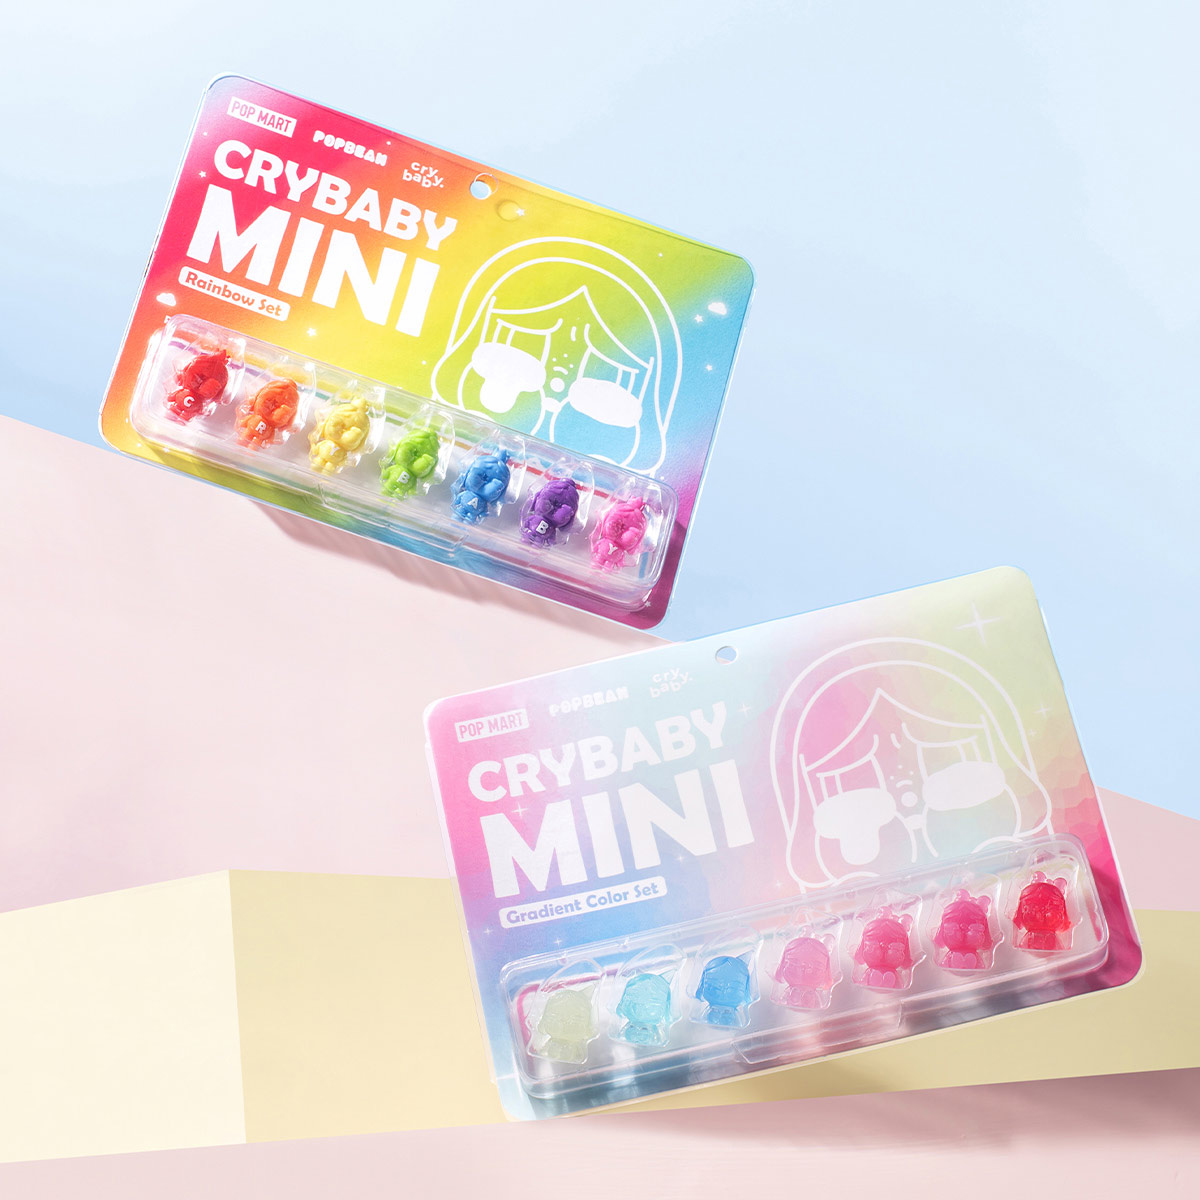 POP MART
POPBEAN
cry
baby.
CRYBABY
MINI
Rainbow Set
C
R
B
A
B
Y
POP MART
POPBEAN
cry
baby.
CRYBABY
MINI
Gradient Color Set